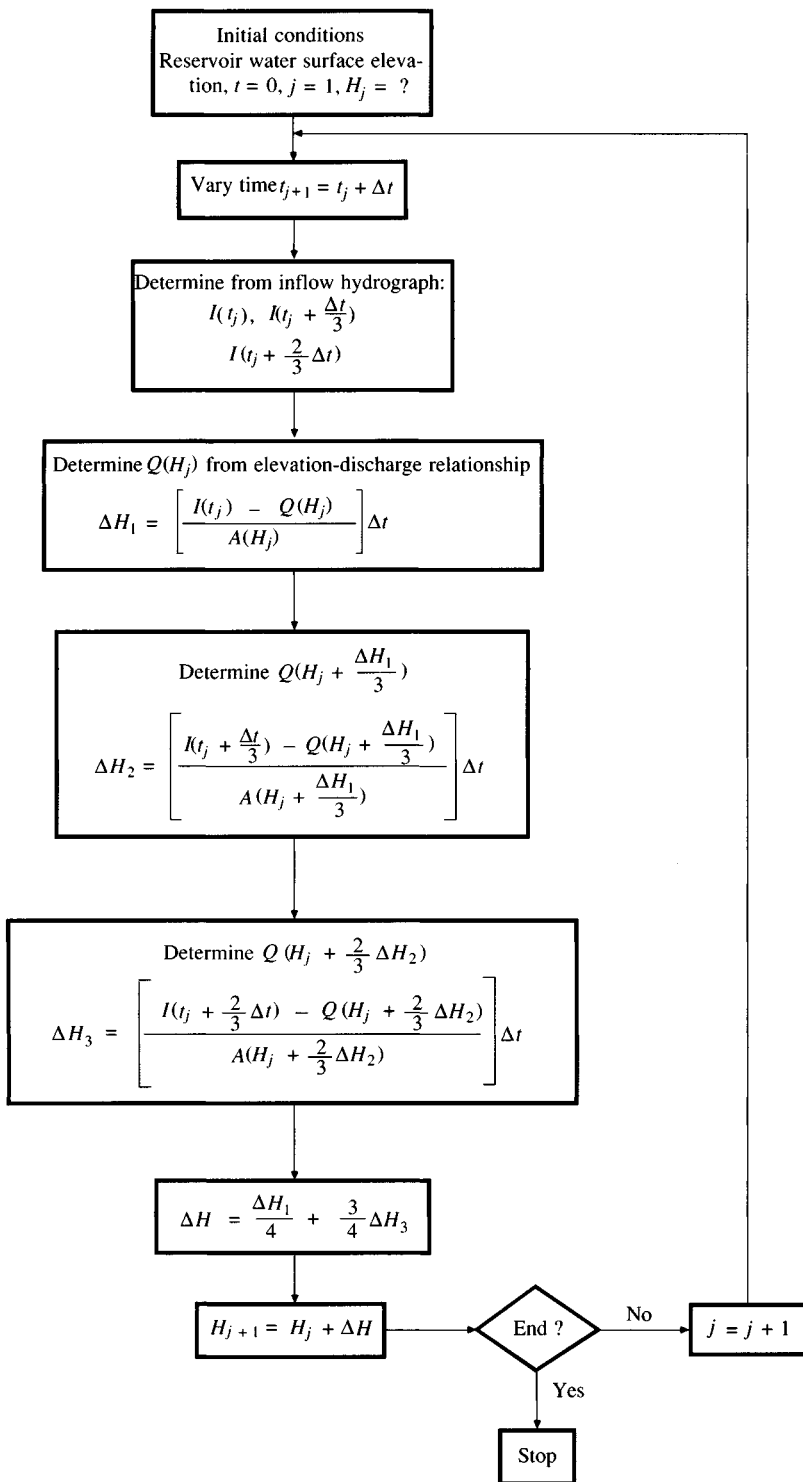 Initial conditions
Reservoir water surface eleva-
tion, t = 0, j = 1, H_j = ?
Vary time t_{j+1} = t_j + Δt
Determine from inflow hydrograph:
I(t_j), I(t_j + Δt/3)
I(t_j + 2/3 Δt)
Determine Q(H_j) from elevation-discharge relationship
ΔH_1 = [(I(t_j) − Q(H_j))/A(H_j)] Δt
Determine Q(H_j + ΔH_1/3)
ΔH_2 = [(I(t_j + Δt/3) − Q(H_j + ΔH_1/3))/A(H_j + ΔH_1/3)] Δt
Determine Q(H_j + 2/3 ΔH_2)
ΔH_3 = [(I(t_j + 2/3 Δt) − Q(H_j + 2/3 ΔH_2))/A(H_j + 2/3 ΔH_2)] Δt
ΔH = ΔH_1/4 + 3/4 ΔH_3
H_{j+1} = H_j + ΔH
End ?
No
j = j + 1
Yes
Stop